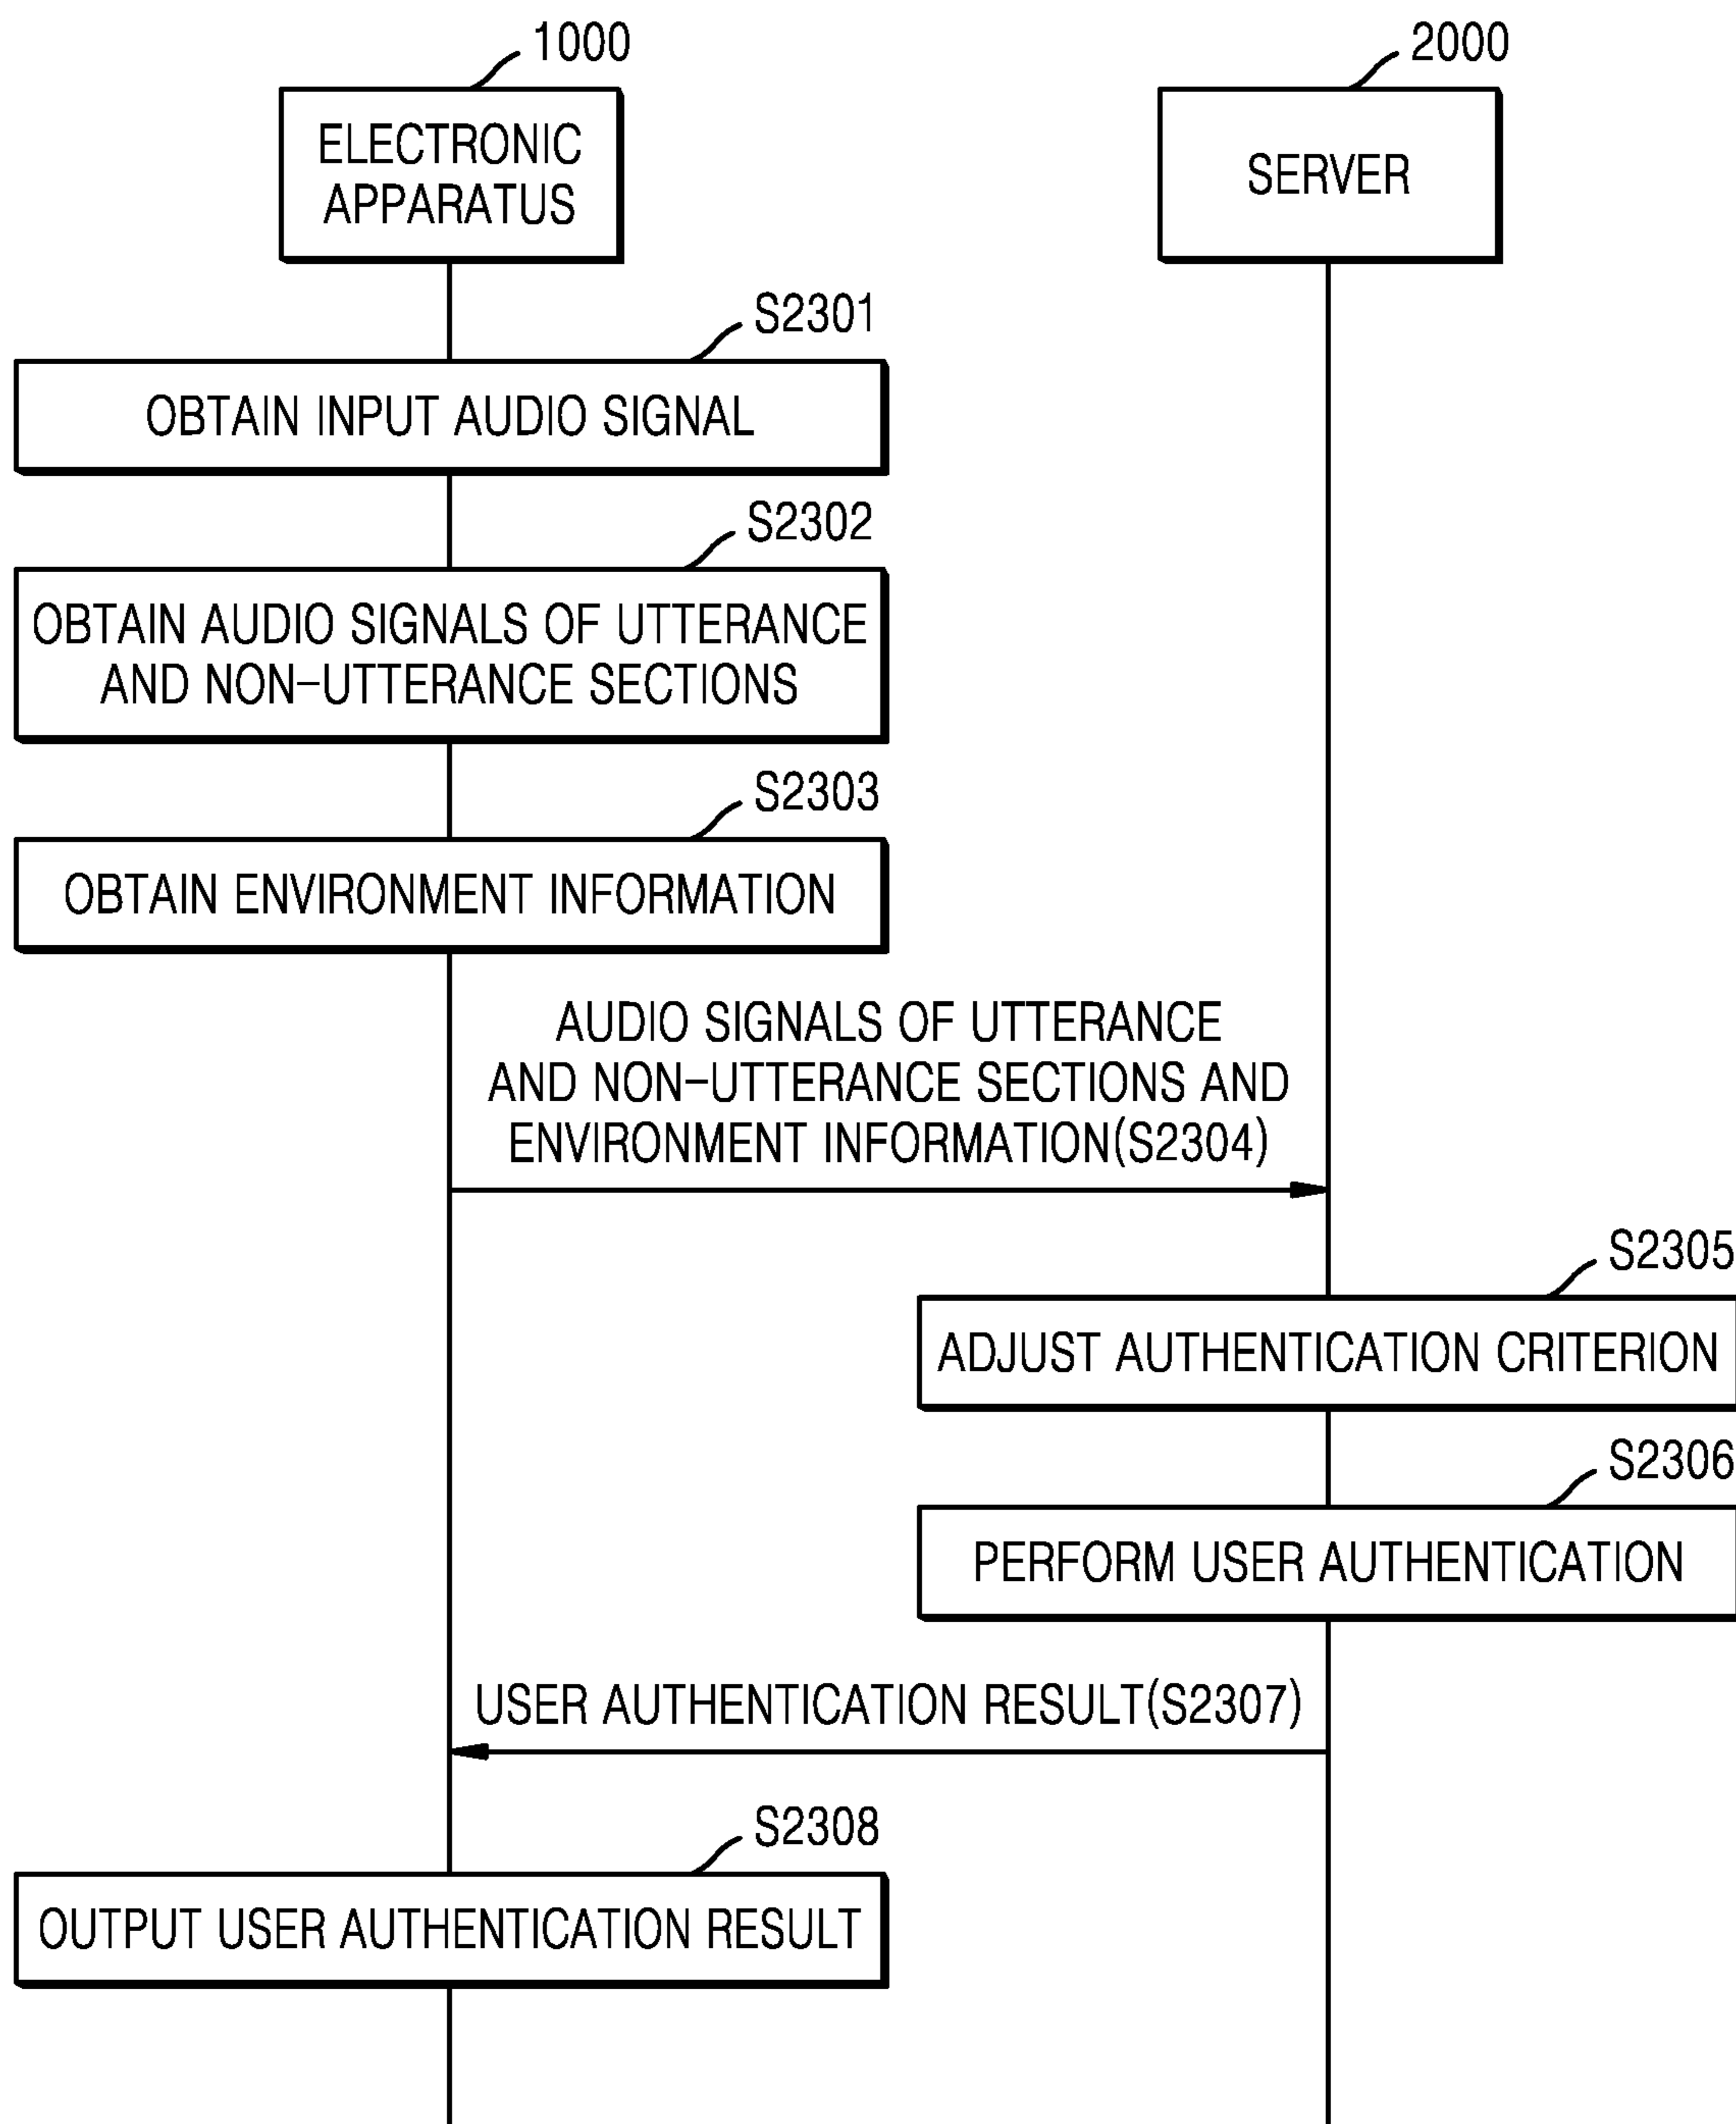 1000
2000
ELECTRONIC
APPARATUS
SERVER
S2301
OBTAIN INPUT AUDIO SIGNAL
S2302
OBTAIN AUDIO SIGNALS OF UTTERANCE
AND NON-UTTERANCE SECTIONS
S2303
OBTAIN ENVIRONMENT INFORMATION
AUDIO SIGNALS OF UTTERANCE
AND NON-UTTERANCE SECTIONS AND
ENVIRONMENT INFORMATION(S2304)
S2305
ADJUST AUTHENTICATION CRITERION
S2306
PERFORM USER AUTHENTICATION
USER AUTHENTICATION RESULT(S2307)
S2308
OUTPUT USER AUTHENTICATION RESULT